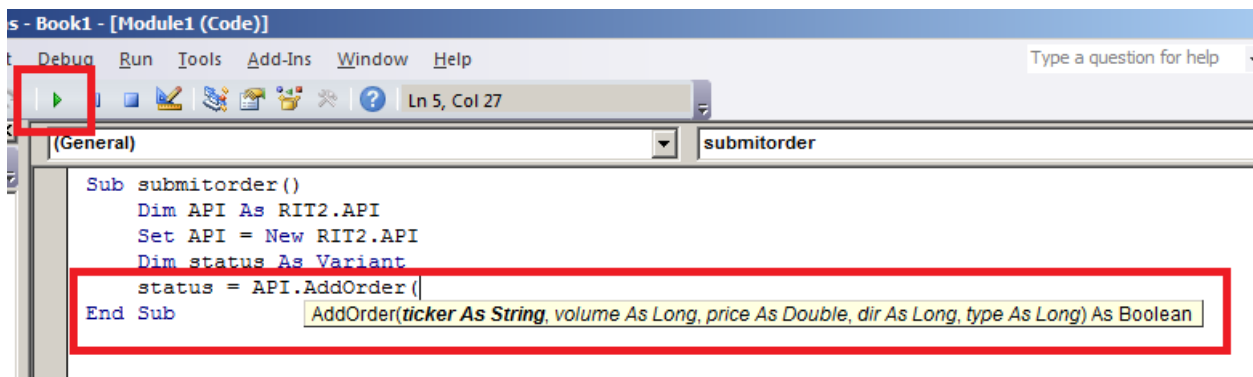 s - Book1 - [Module1 (Code)]
Debug Run Tools Add-Ins Window Help Type a question for help
Ln 5, Col 27
(General) submitorder
Sub submitorder()
Dim API As RIT2.API
Set API = New RIT2.API
Dim status As Variant
status = API.AddOrder(
End Sub AddOrder(ticker As String, volume As Long, price As Double, dir As Long, type As Long) As Boolean